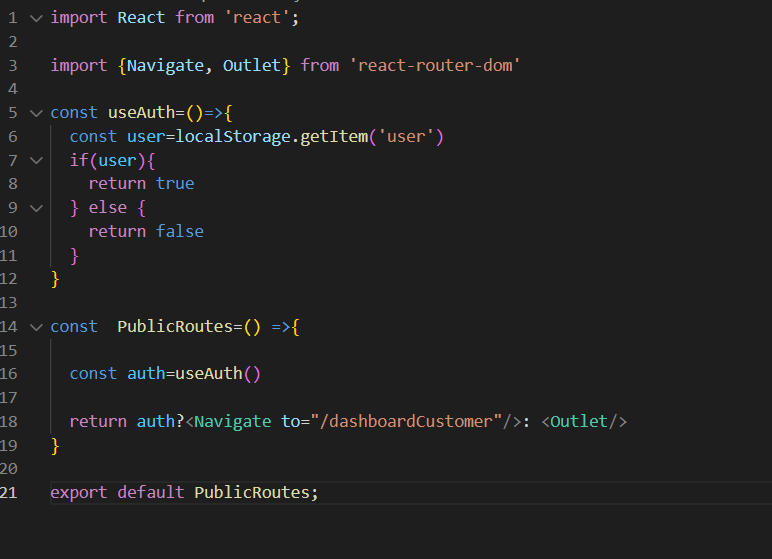 1 import React from 'react';
2
3 import {Navigate, Outlet} from 'react-router-dom'
4
5 const useAuth=()=>{
6   const user=localStorage.getItem('user')
7   if(user){
8     return true
9   } else {
10     return false
11   }
12 }
13
14 const  PublicRoutes=() =>{
15
16   const auth=useAuth()
17
18   return auth?<Navigate to="/dashboardCustomer"/>: <Outlet/>
19 }
20
21 export default PublicRoutes;